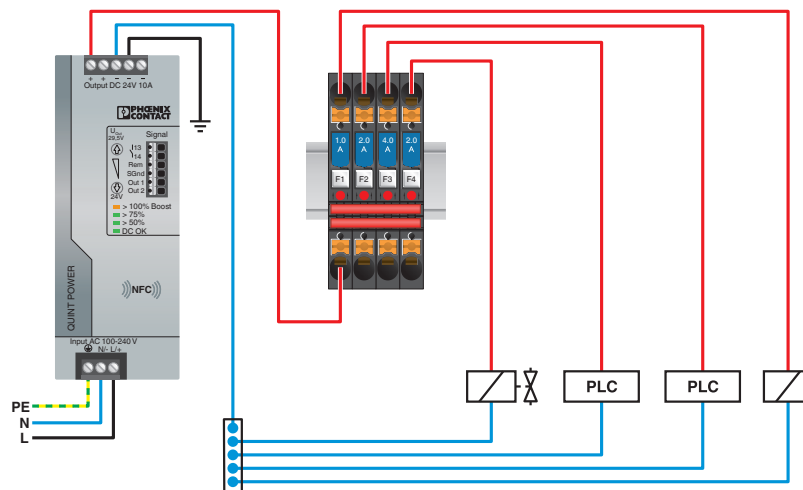 + + − − −
Output DC 24V 10A
PHŒNIX
CONTACT
UOut
29,5V
Signal
13
14
Rem
SGnd
Out 1
Out 2
24V
> 100% Boost
> 75%
> 50%
DC OK
QUINT POWER
NFC
Input AC 100-240 V
N/- L/+
PE
N
L
1.0 A
2.0 A
4.0 A
2.0 A
F1
F2
F3
F4
PLC
PLC